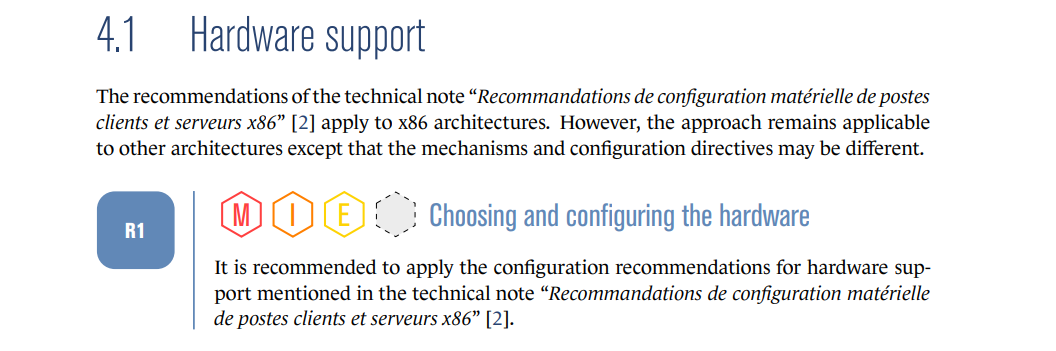 4.1 Hardware support
The recommendations of the technical note “Recommandations de configuration matérielle de postes
clients et serveurs x86” [2] apply to x86 architectures. However, the approach remains applicable
to other architectures except that the mechanisms and configuration directives may be different.
R1
M I E Choosing and configuring the hardware
It is recommended to apply the configuration recommendations for hardware sup-
port mentioned in the technical note “Recommandations de configuration matérielle
de postes clients et serveurs x86” [2].